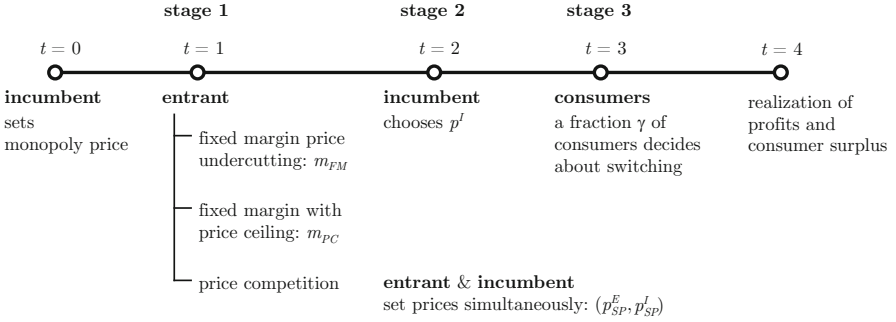 stage 1 stage 2 stage 3
t = 0 t = 1 t = 2 t = 3 t = 4
incumbent
sets
monopoly price
entrant
fixed margin price
undercutting: m_FM
fixed margin with
price ceiling: m_PC
price competition
incumbent
chooses p^I
entrant & incumbent
set prices simultaneously: (p^E_SP, p^I_SP)
consumers
a fraction γ of
consumers decides
about switching
realization of
profits and
consumer surplus